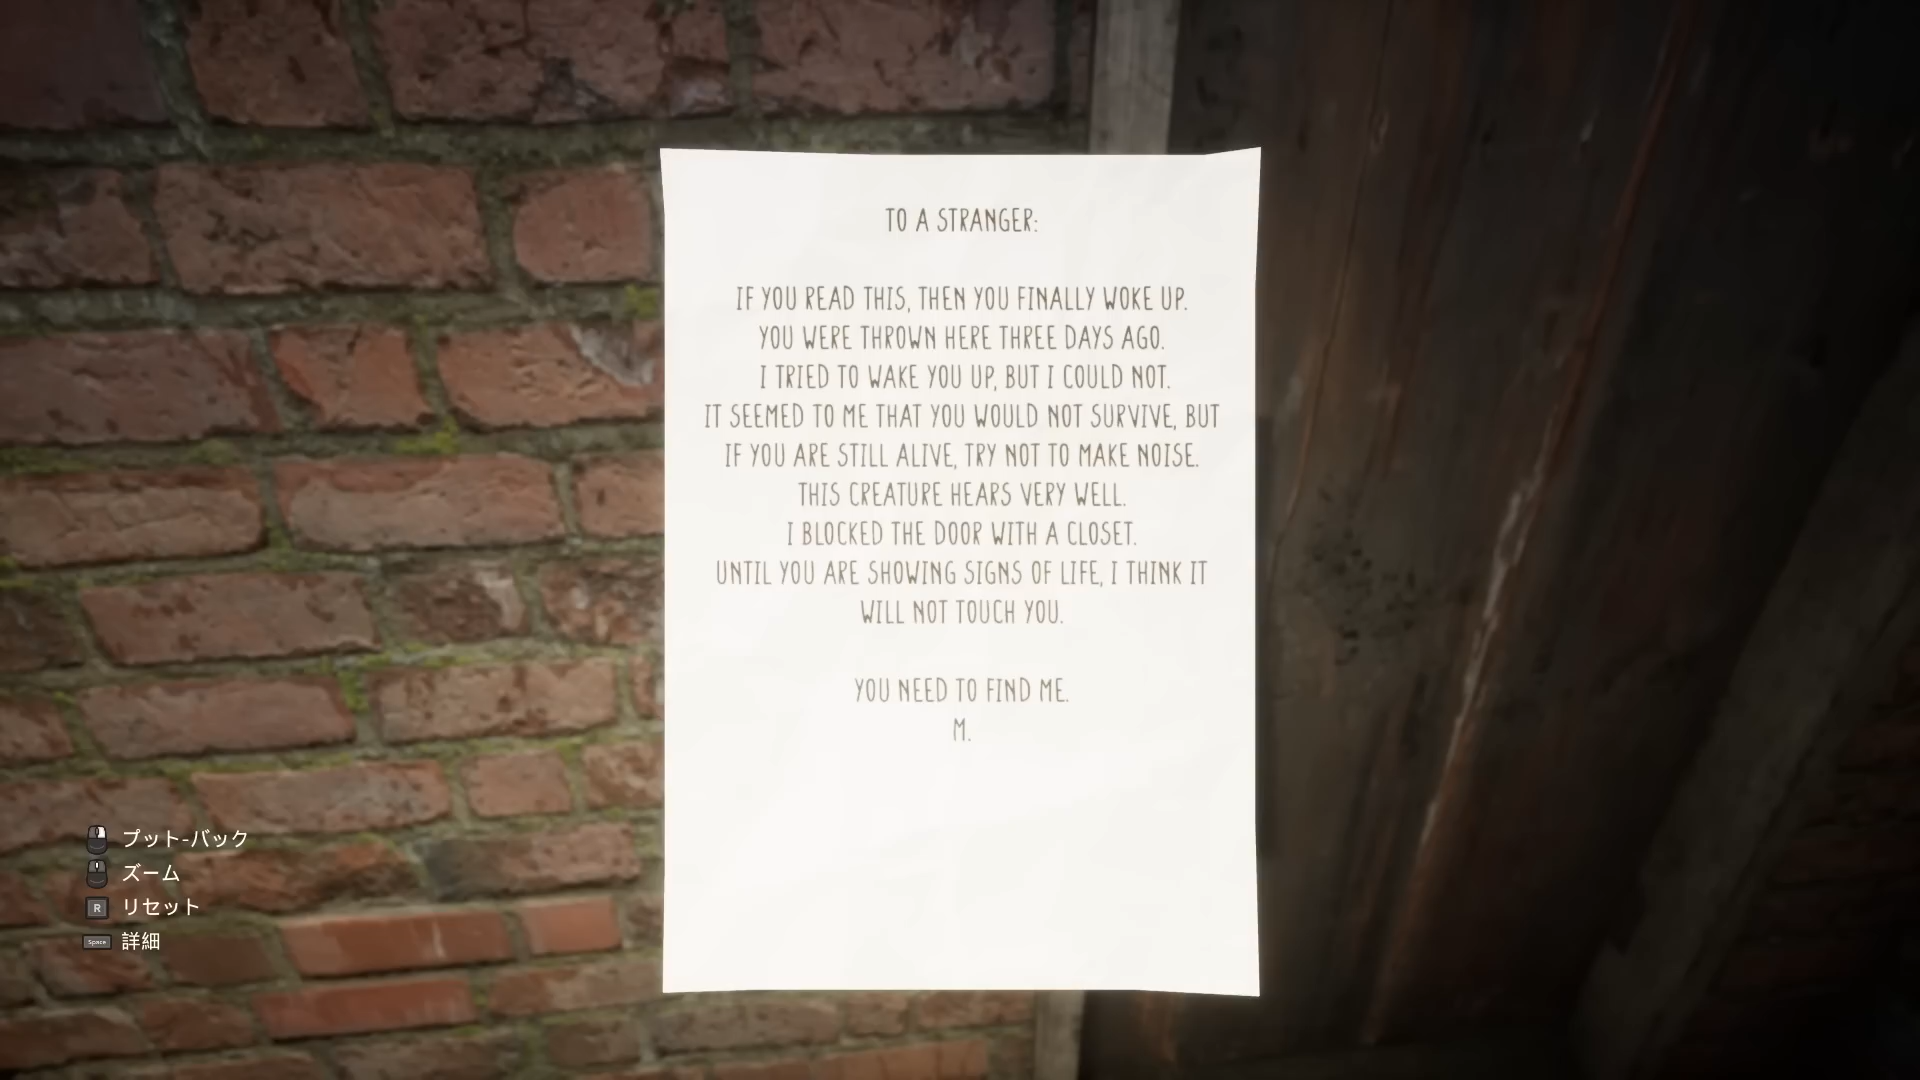 TO A STRANGER:
IF YOU READ THIS, THEN YOU FINALLY WOKE UP.
YOU WERE THROWN HERE THREE DAYS AGO.
I TRIED TO WAKE YOU UP, BUT I COULD NOT.
IT SEEMED TO ME THAT YOU WOULD NOT SURVIVE, BUT
IF YOU ARE STILL ALIVE, TRY NOT TO MAKE NOISE.
THIS CREATURE HEARS VERY WELL.
I BLOCKED THE DOOR WITH A CLOSET.
UNTIL YOU ARE SHOWING SIGNS OF LIFE, I THINK IT
WILL NOT TOUCH YOU.
YOU NEED TO FIND ME.
M.
プット-バック
ズーム
R リセット
Space 詳細